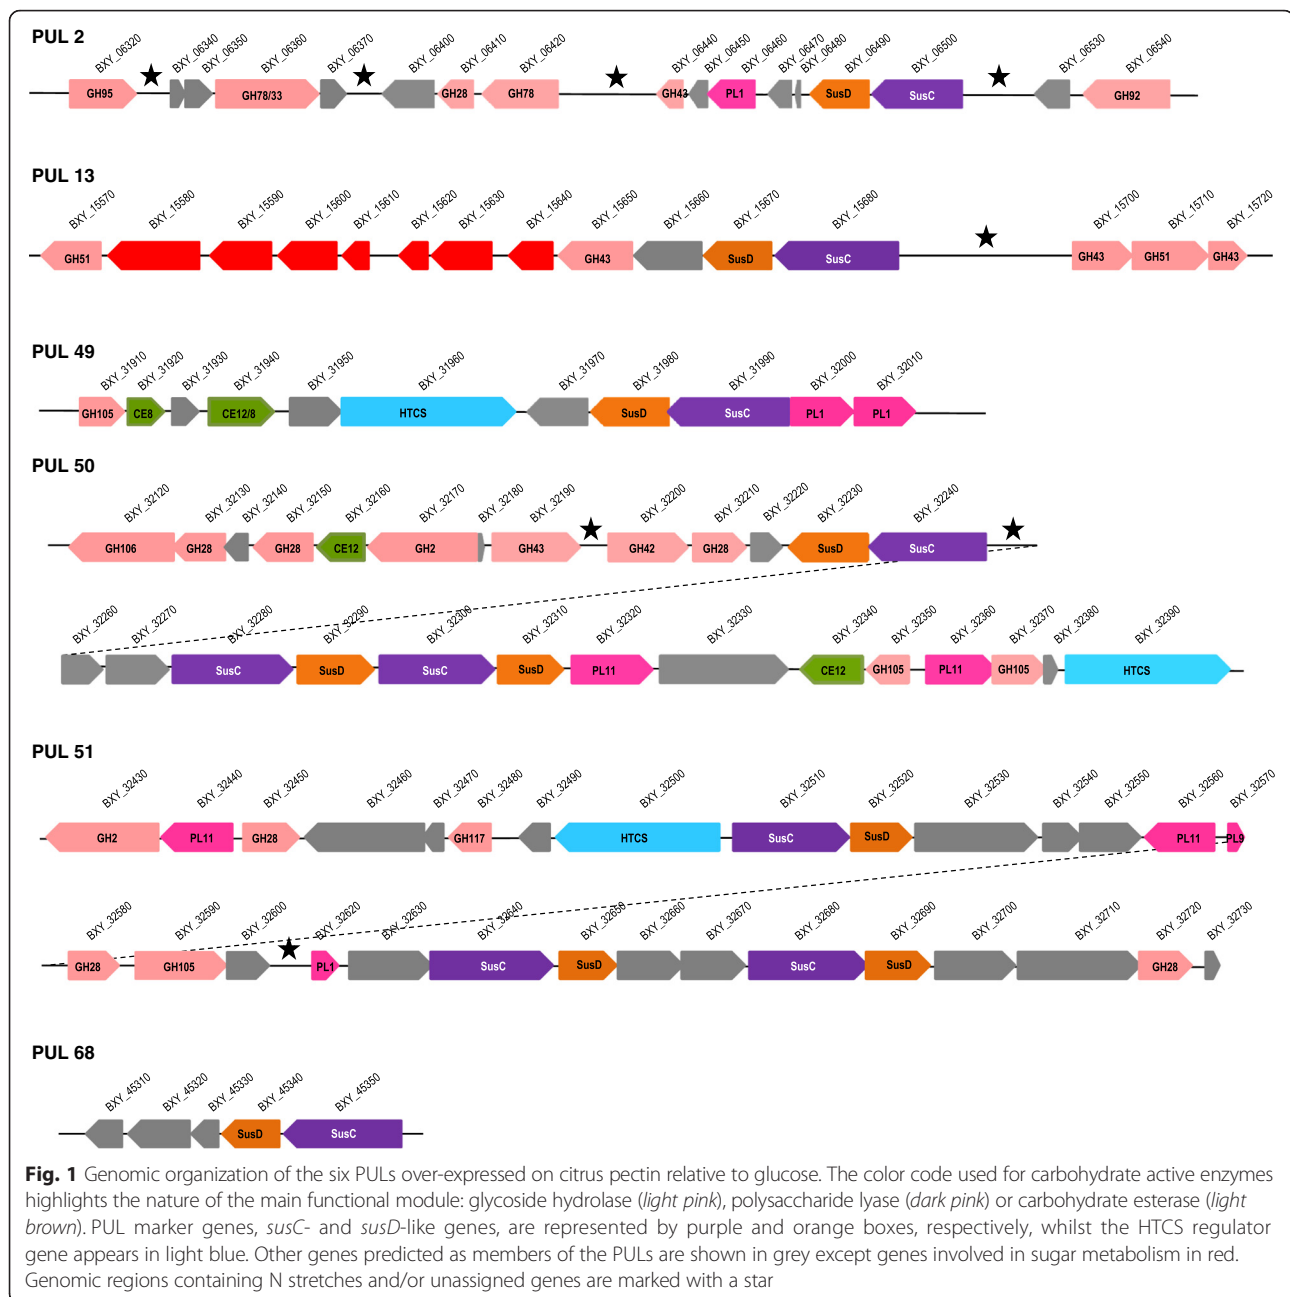 PUL 2
BXY_06320 BXY_06340 BXY_06350 BXY_06360 BXY_06370 BXY_06400 BXY_06410 BXY_06420 BXY_06440 BXY_06450 BXY_06460 BXY_06470 BXY_06480 BXY_06490 BXY_06500 BXY_06530 BXY_06540
GH95 GH78/33 GH28 GH78 GH43 PL1 SusD SusC GH92
PUL 13
BXY_15570 BXY_15580 BXY_15590 BXY_15600 BXY_15610 BXY_15620 BXY_15630 BXY_15640 BXY_15650 BXY_15660 BXY_15670 BXY_15680 BXY_15700 BXY_15710 BXY_15720
GH51 GH43 SusD SusC GH43 GH51 GH43
PUL 49
BXY_31910 BXY_31920 BXY_31930 BXY_31940 BXY_31950 BXY_31960 BXY_31970 BXY_31980 BXY_31990 BXY_32000 BXY_32010
GH105 CE8 CE12/8 HTCS SusD SusC PL1 PL1
PUL 50
BXY_32120 BXY_32130 BXY_32140 BXY_32150 BXY_32160 BXY_32170 BXY_32180 BXY_32190 BXY_32200 BXY_32210 BXY_32220 BXY_32230 BXY_32240
GH106 GH28 GH28 CE12 GH2 GH43 GH42 GH28 SusD SusC
BXY_32260 BXY_32270 BXY_32280 BXY_32290 BXY_32300 BXY_32310 BXY_32320 BXY_32330 BXY_32340 BXY_32350 BXY_32360 BXY_32370 BXY_32380 BXY_32390
SusC SusD SusC SusD PL11 CE12 GH105 PL11 GH105 HTCS
PUL 51
BXY_32430 BXY_32440 BXY_32450 BXY_32460 BXY_32470 BXY_32480 BXY_32490 BXY_32500 BXY_32510 BXY_32520 BXY_32530 BXY_32540 BXY_32550 BXY_32560 BXY_32570
GH2 PL11 GH28 GH117 HTCS SusC SusD PL11 PL9
BXY_32580 BXY_32590 BXY_32600 BXY_32620 BXY_32630 BXY_32640 BXY_32650 BXY_32660 BXY_32670 BXY_32680 BXY_32690 BXY_32700 BXY_32710 BXY_32720 BXY_32730
GH28 GH105 PL1 SusC SusD SusC SusD GH28
PUL 68
BXY_45310 BXY_45320 BXY_45330 BXY_45340 BXY_45350
SusD SusC
Fig. 1 Genomic organization of the six PULs over-expressed on citrus pectin relative to glucose. The color code used for carbohydrate active enzymes
highlights the nature of the main functional module: glycoside hydrolase (light pink), polysaccharide lyase (dark pink) or carbohydrate esterase (light
brown). PUL marker genes, susC- and susD-like genes, are represented by purple and orange boxes, respectively, whilst the HTCS regulator
gene appears in light blue. Other genes predicted as members of the PULs are shown in grey except genes involved in sugar metabolism in red.
Genomic regions containing N stretches and/or unassigned genes are marked with a star